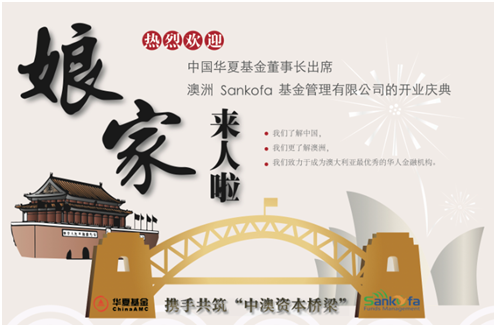 热烈欢迎
娘家
来人啦
中国华夏基金董事长出席
澳洲 Sankofa 基金管理有限公司的开业庆典
我们了解中国，
我们更了解澳洲，
我们致力于成为澳大利亚最优秀的华人金融机构。
华夏基金
ChinaAMC
携手共筑“中澳资本桥梁”
Sankofa
Funds Management